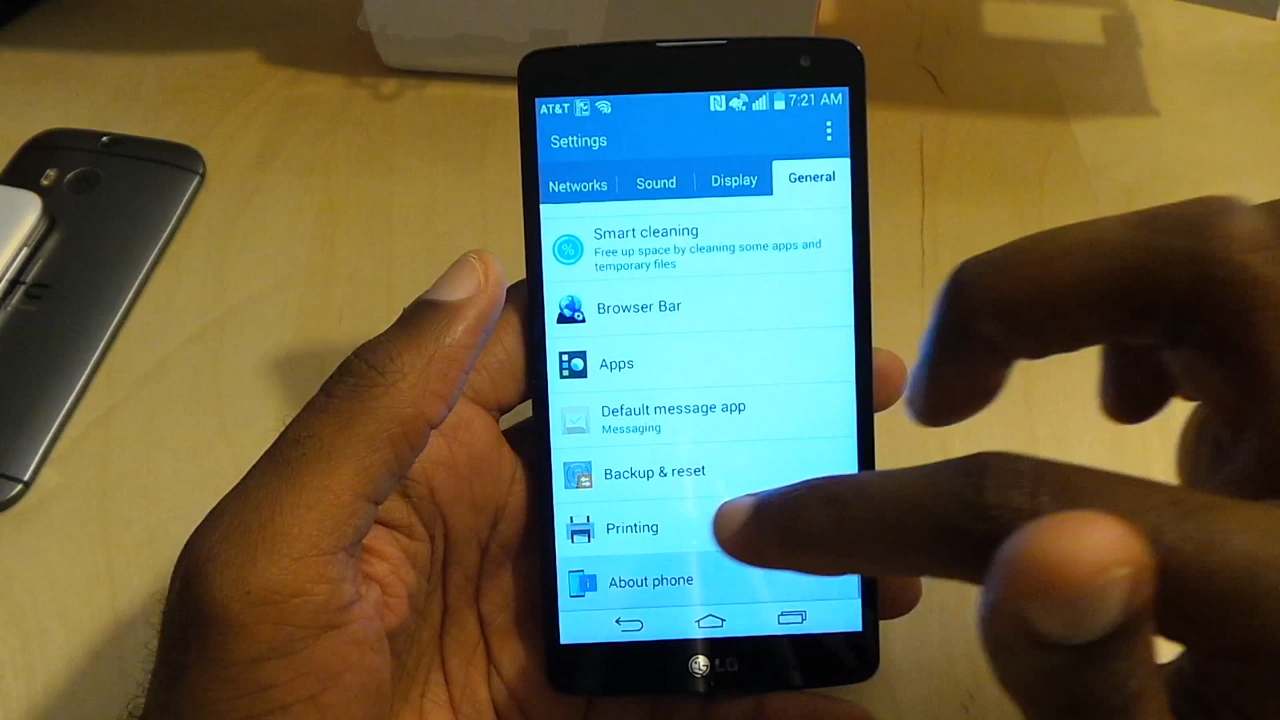 AT&T 7:21 AM
Settings
Networks Sound Display General
Smart cleaning
Free up space by cleaning some apps and
temporary files
Browser Bar
Apps
Default message app
Messaging
Backup & reset
Printing
About phone
LG